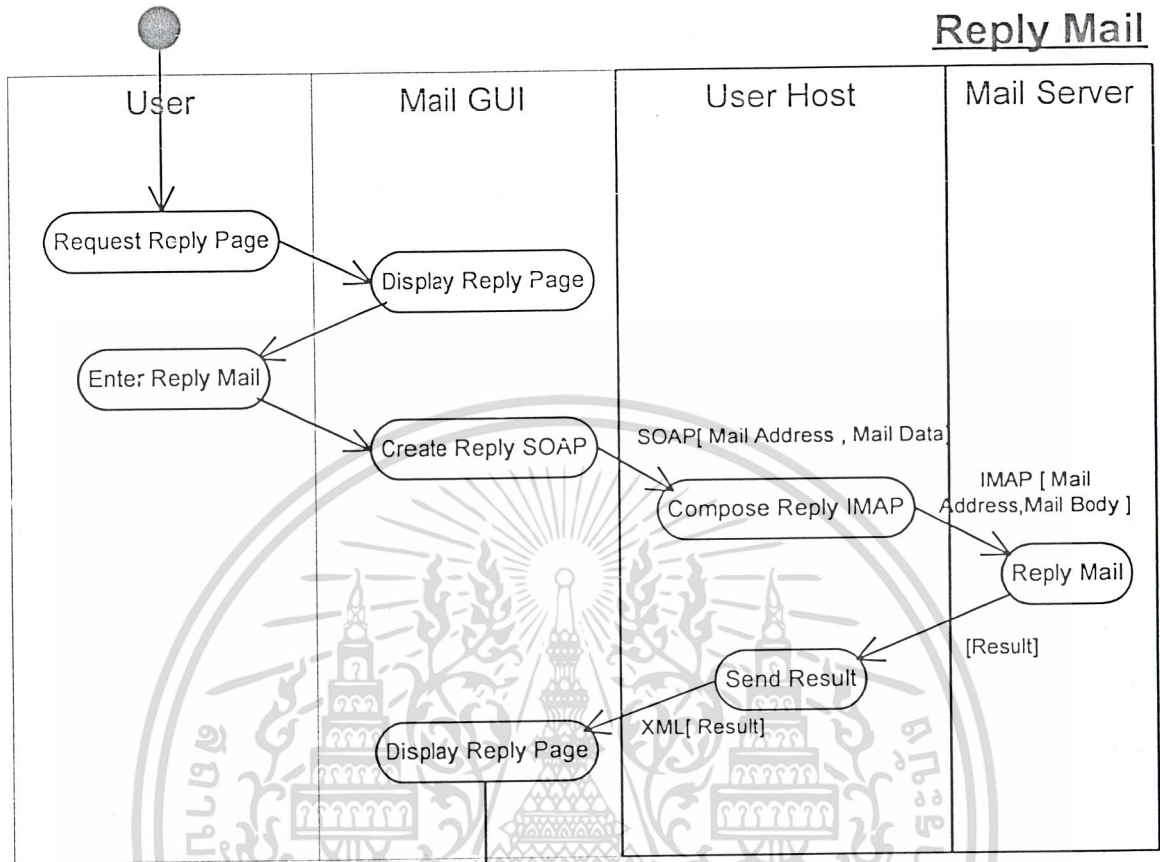 Reply Mail
User
Mail GUI
User Host
Mail Server
Request Reply Page
Display Reply Page
Enter Reply Mail
Create Reply SOAP
SOAP[ Mail Address , Mail Data]
Compose Reply IMAP
IMAP [ Mail
Address,Mail Body ]
Reply Mail
[Result]
Send Result
XML[ Result]
Display Reply Page